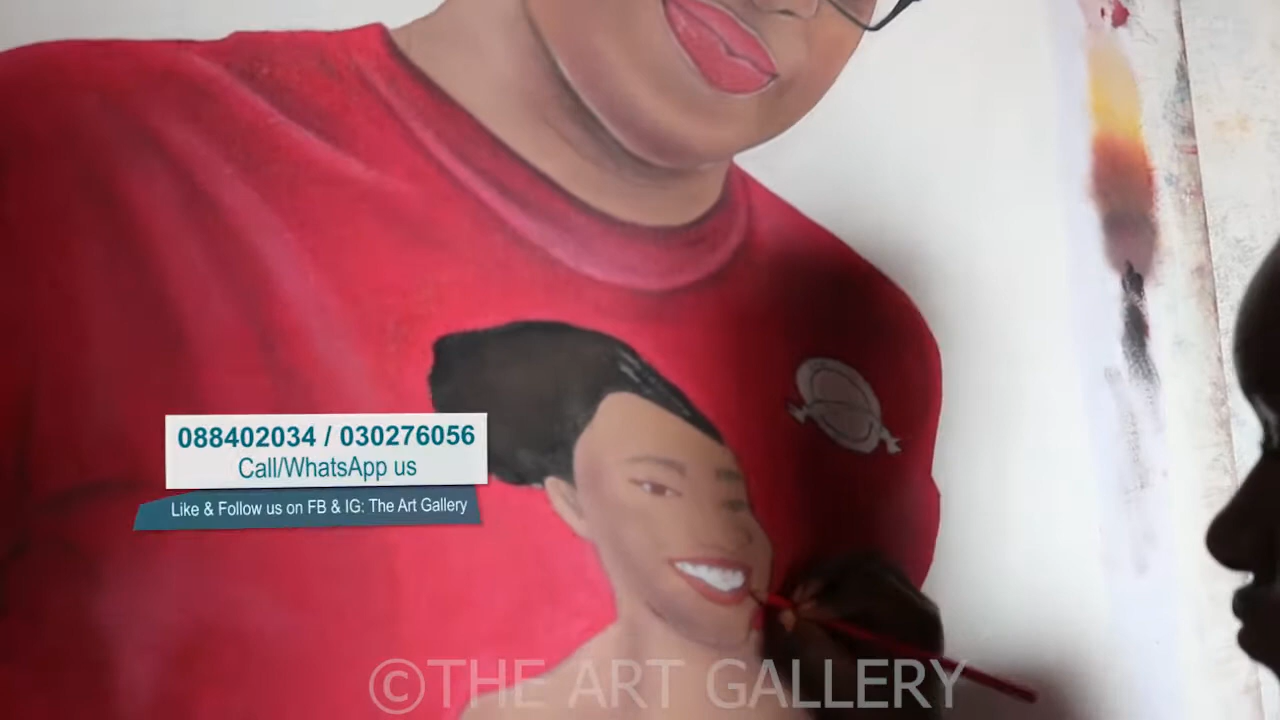 088402034 / 030276056
Call/WhatsApp us
Like & Follow us on FB & IG: The Art Gallery
©THE ART GALLERY